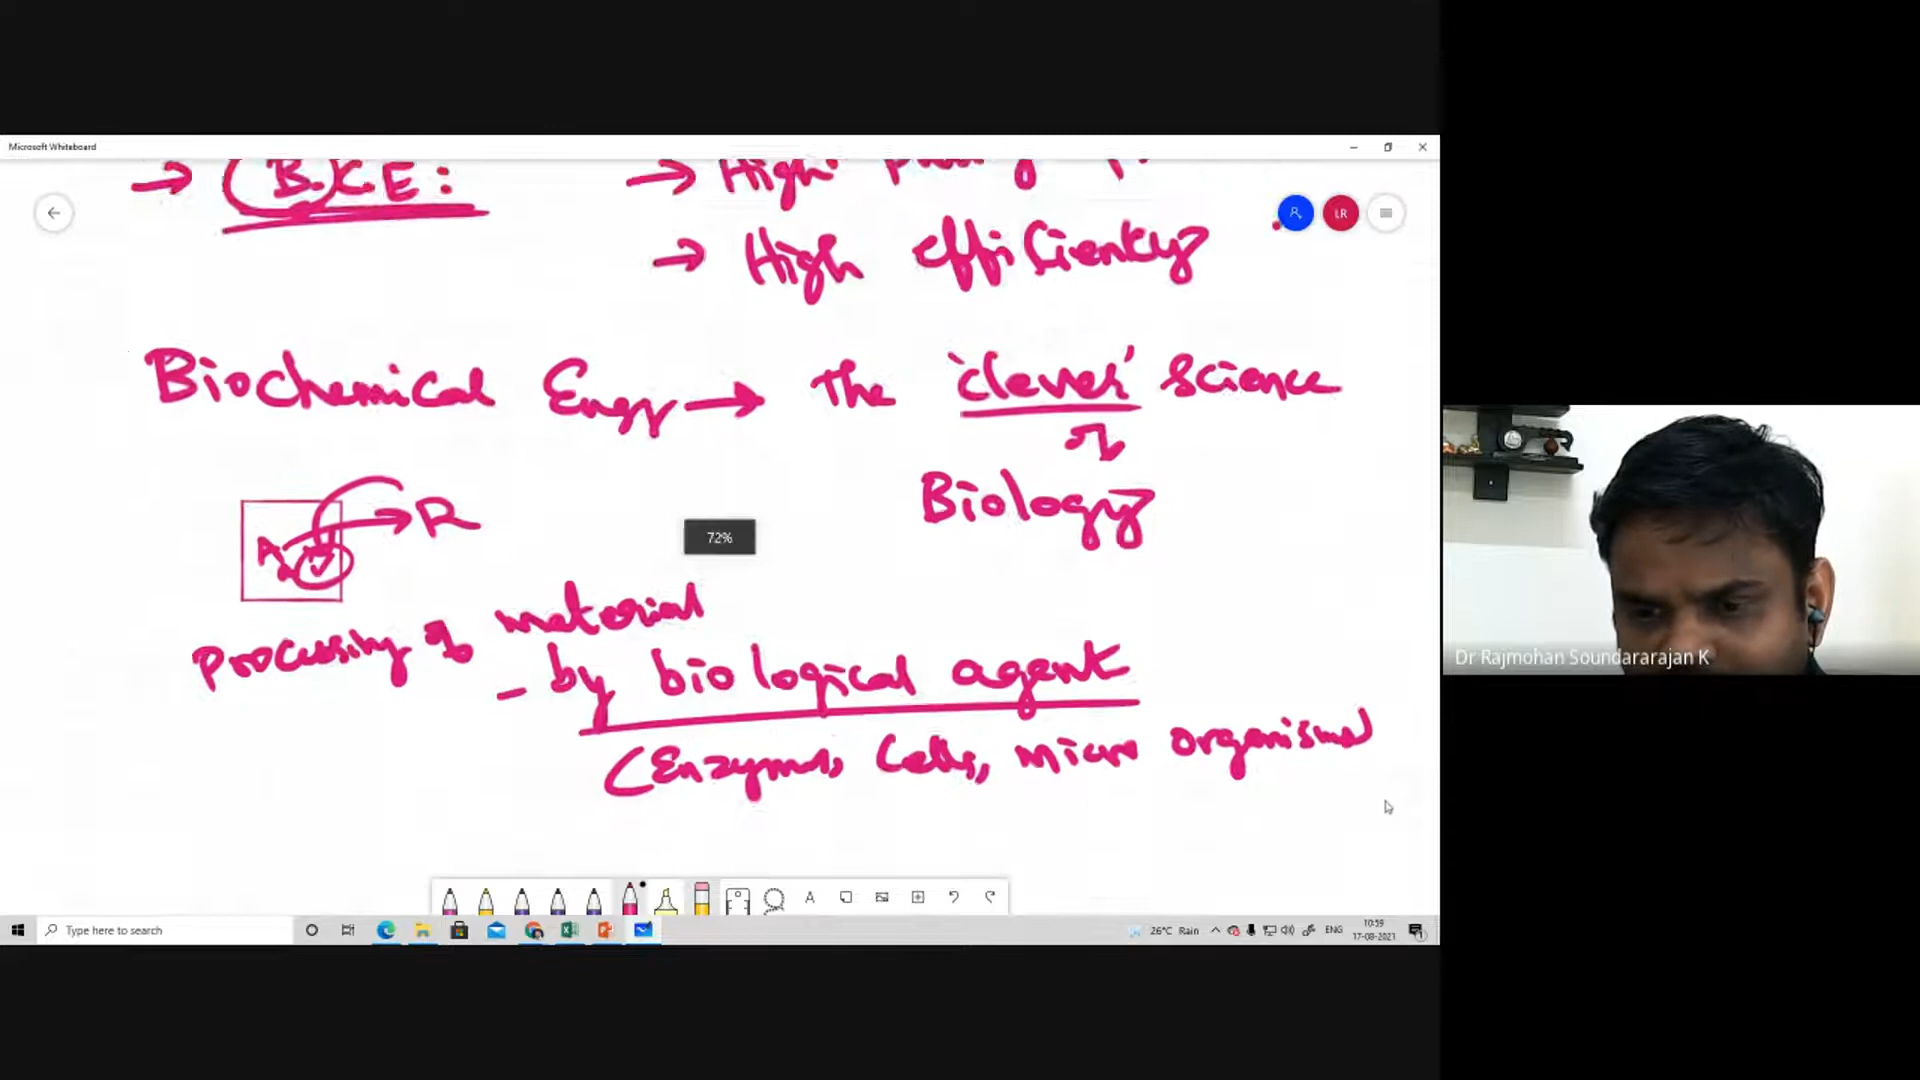 Microsoft Whiteboard
→ B.C.E: → High
→ High efficiency
LR
Biochemical Engg → The 'clever' Science
of
Biology
A → R
72%
processing of material
- by biological agent
(Enzymes, Cells, micro organisms)
Dr Rajmohan Soundararajan K
A
Type here to search
26°C Rain
ENG
10:59
17-08-2021